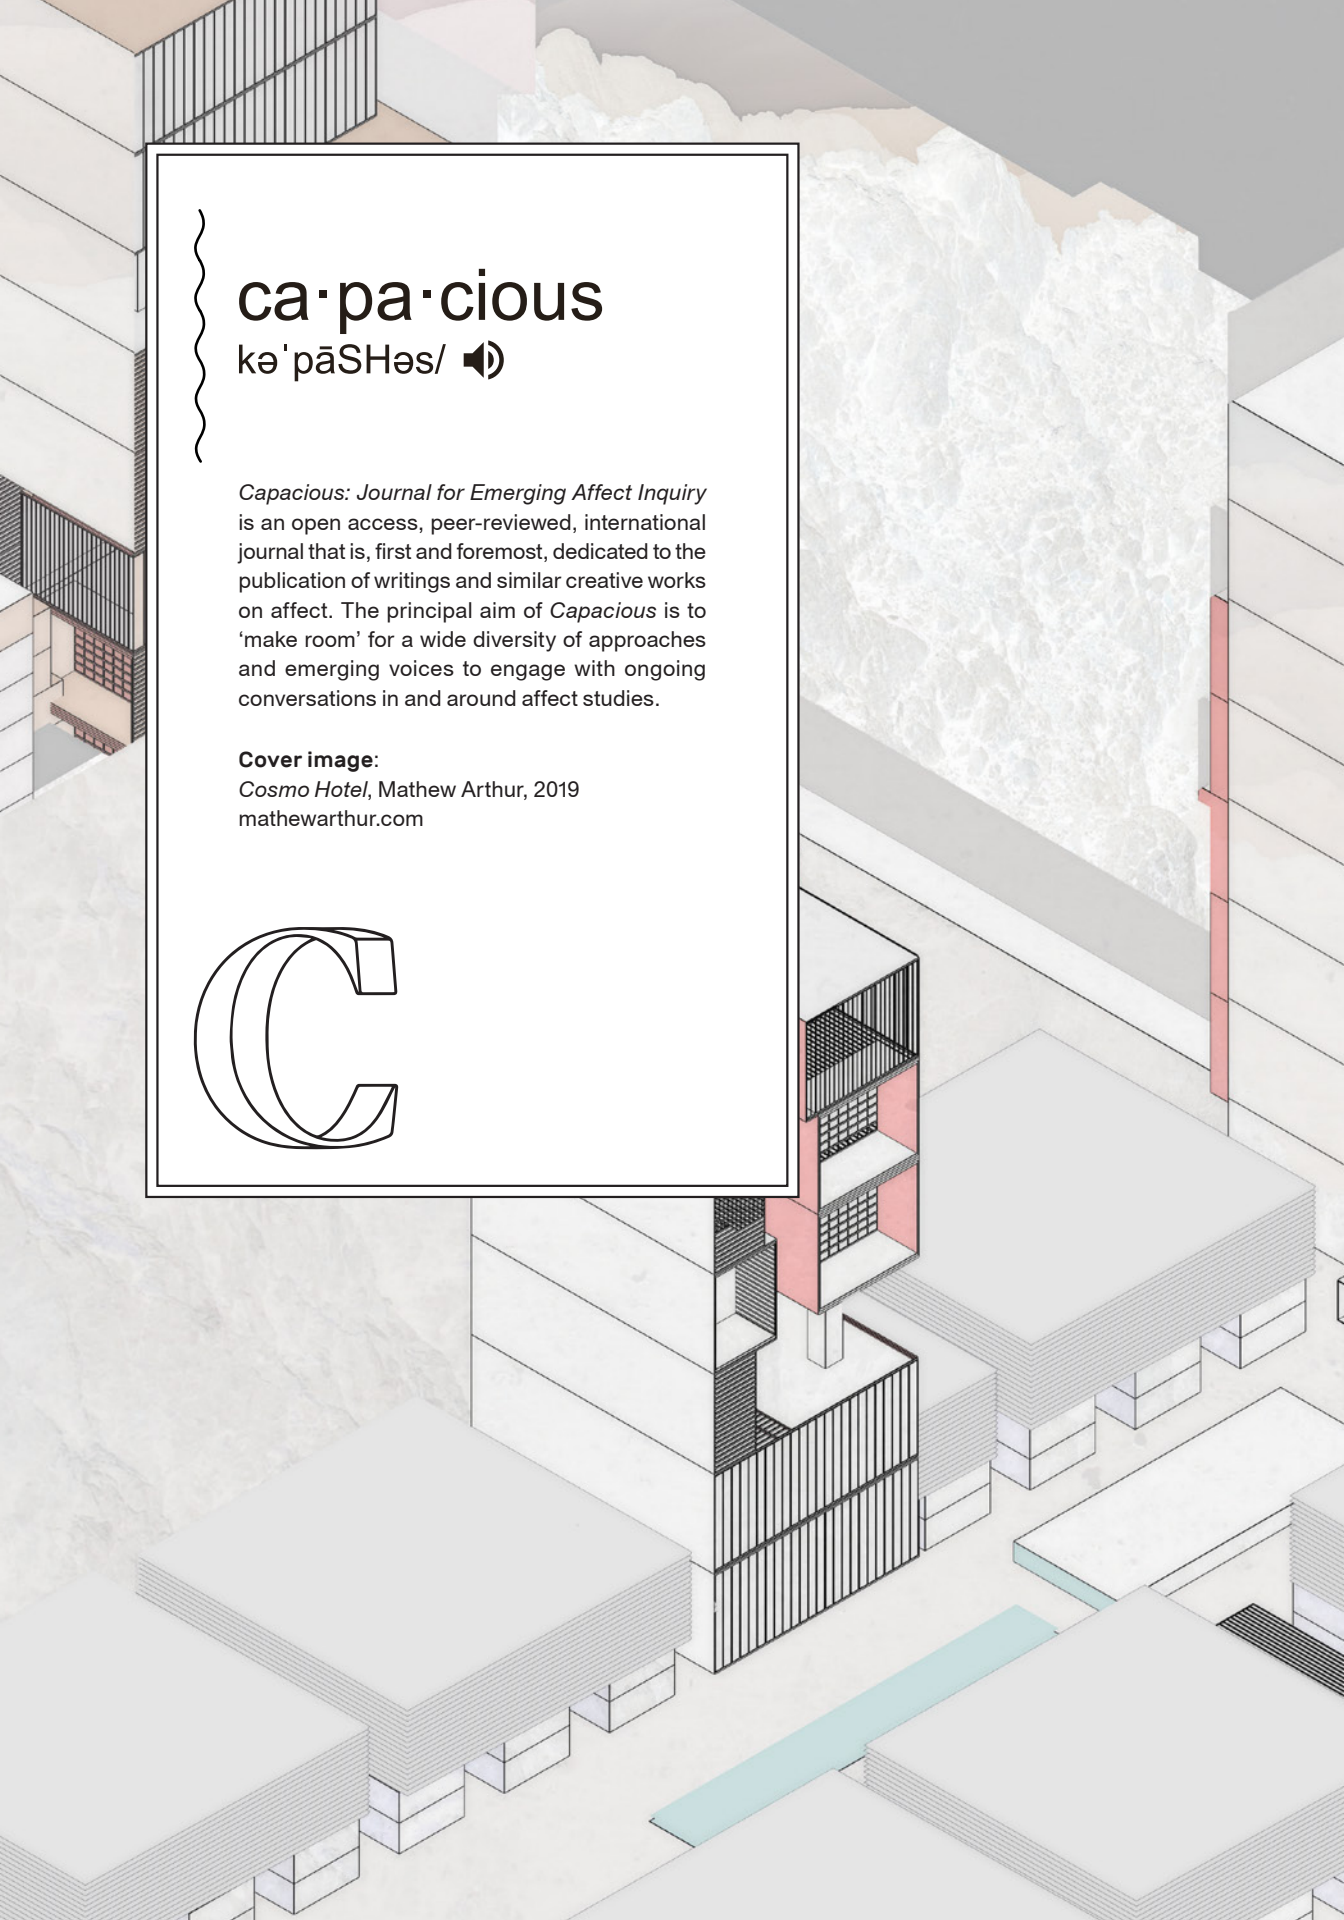 ca·pa·cious
kəˈpāSHəs/
Capacious: Journal for Emerging Affect Inquiry
is an open access, peer-reviewed, international
journal that is, first and foremost, dedicated to the
publication of writings and similar creative works
on affect. The principal aim of Capacious is to
‘make room’ for a wide diversity of approaches
and emerging voices to engage with ongoing
conversations in and around affect studies.
Cover image:
Cosmo Hotel, Mathew Arthur, 2019
mathewarthur.com
C